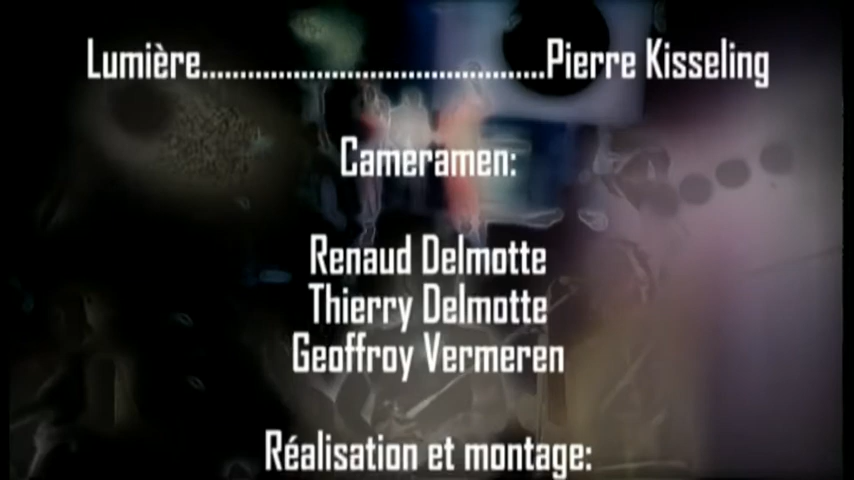 Lumière.............................................Pierre Kisseling
Cameramen:
Renaud Delmotte
Thierry Delmotte
Geoffroy Vermeren
Réalisation et montage: